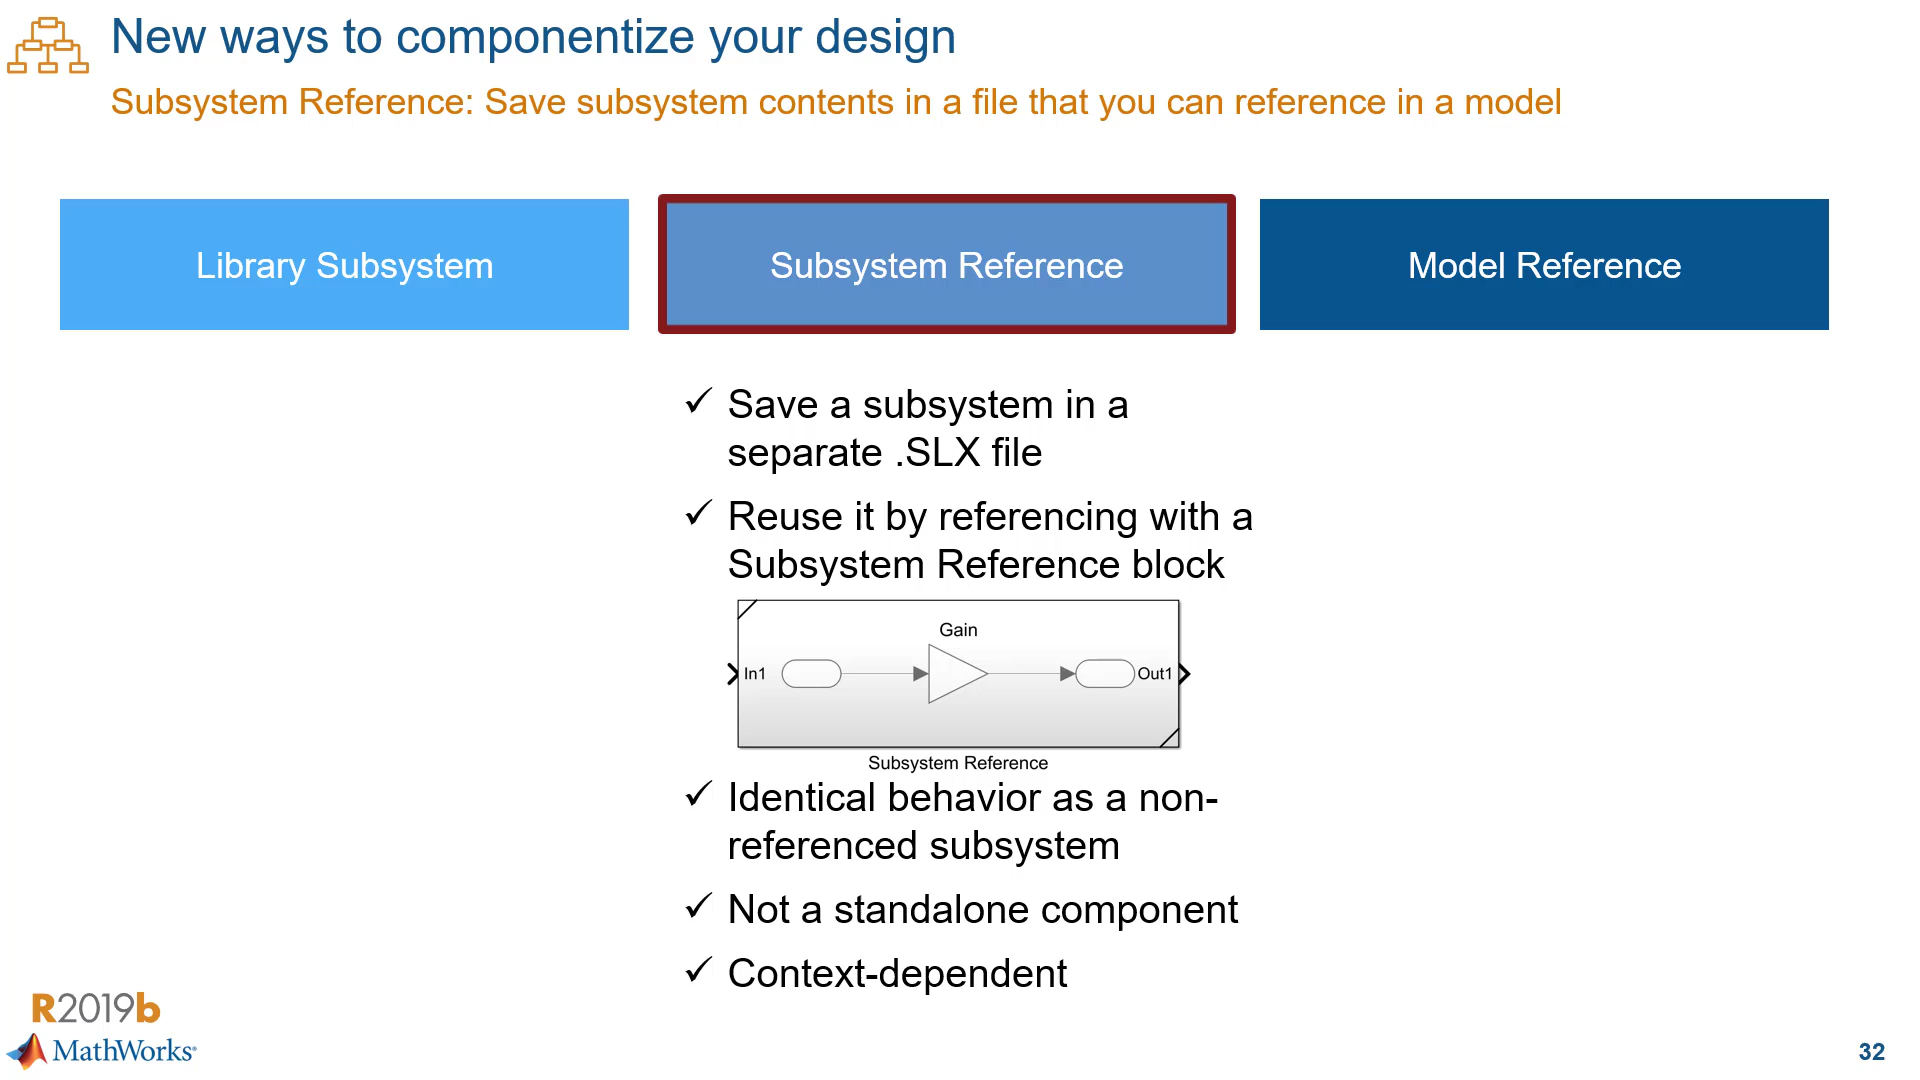 New ways to componentize your design
Subsystem Reference: Save subsystem contents in a file that you can reference in a model
Library Subsystem
Subsystem Reference
Model Reference
✓ Save a subsystem in a
separate .SLX file
✓ Reuse it by referencing with a
Subsystem Reference block
Gain
In1
Out1
Subsystem Reference
✓ Identical behavior as a non-
referenced subsystem
✓ Not a standalone component
✓ Context-dependent
R2019b
MathWorks®
32